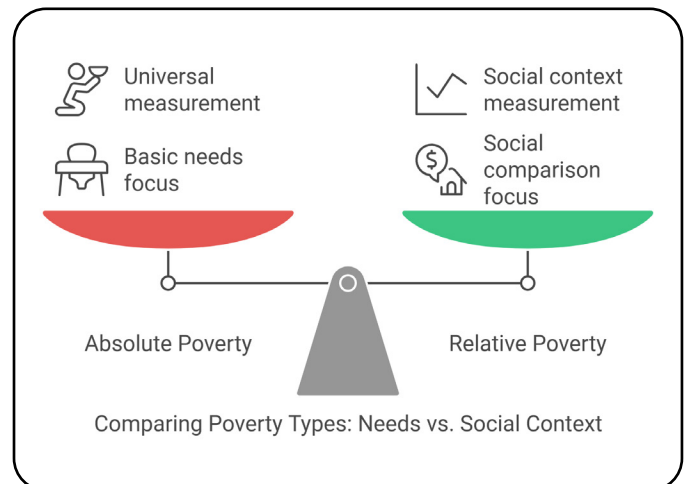 Universal
measurement
Basic needs
focus
Social context
measurement
Social
comparison
focus
$
Absolute Poverty
Relative Poverty
Comparing Poverty Types: Needs vs. Social Context